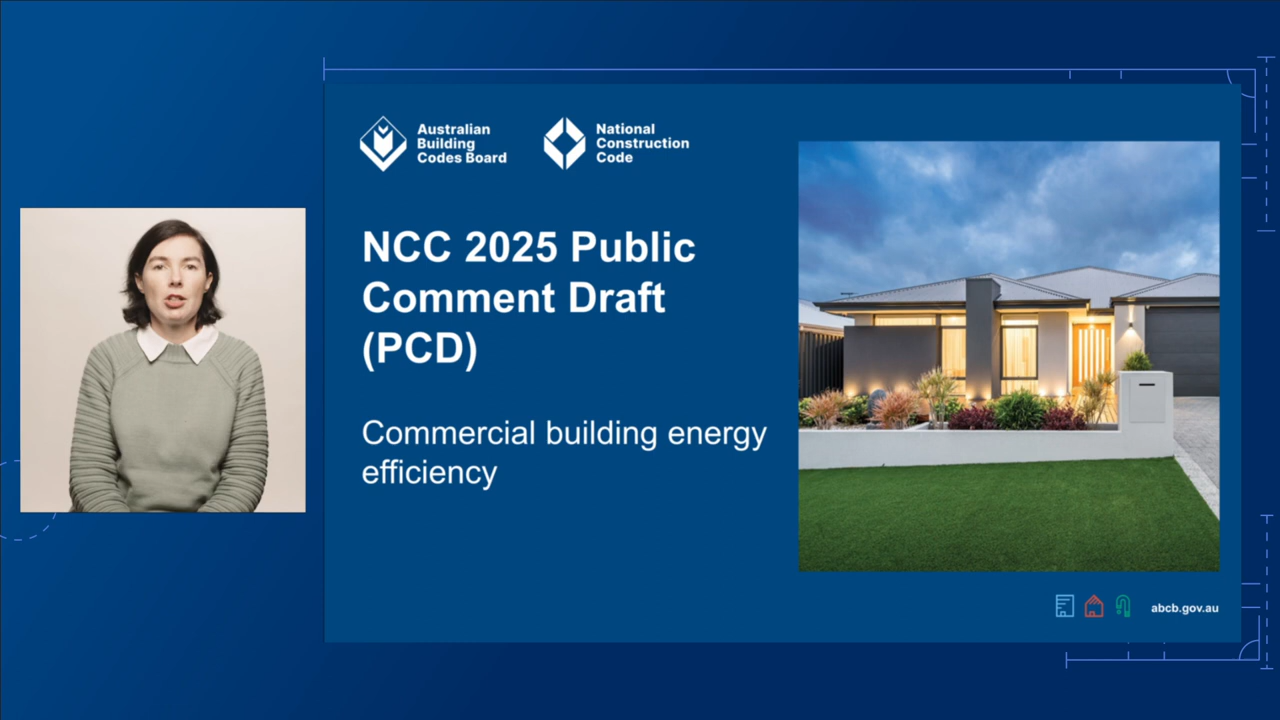 Australian
Building
Codes Board
National
Construction
Code
NCC 2025 Public
Comment Draft
(PCD)
Commercial building energy
efficiency
abcb.gov.au